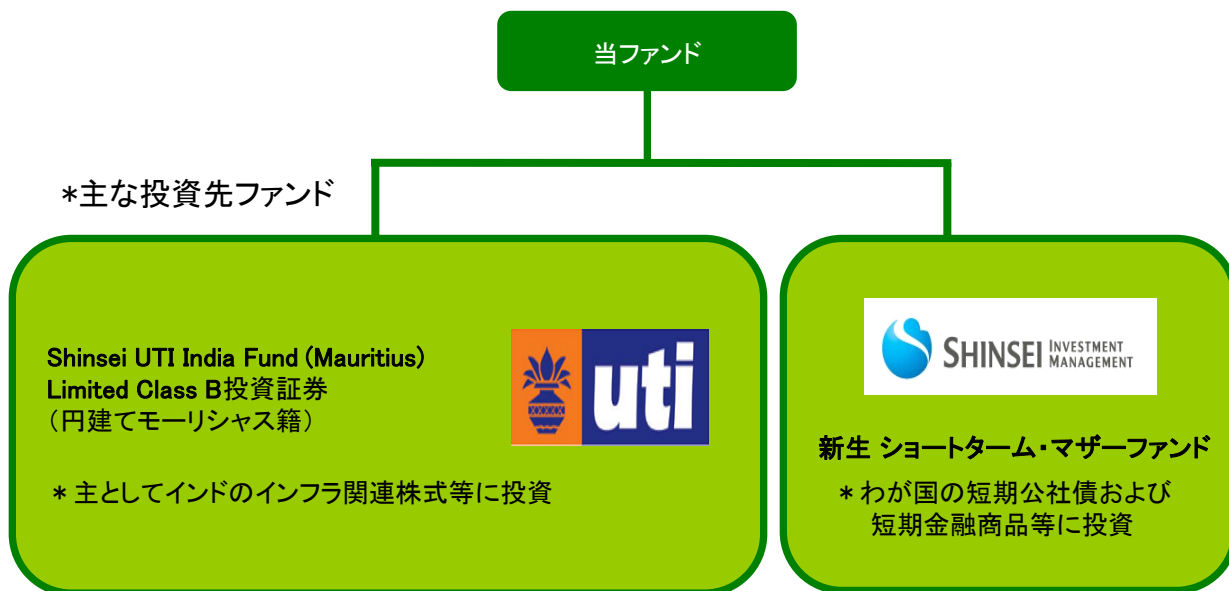 当ファンド
*主な投資先ファンド
Shinsei UTI India Fund (Mauritius)
Limited Class B投資証券
（円建てモーリシャス籍）
uti
* 主としてインドのインフラ関連株式等に投資
SHINSEI INVESTMENT
MANAGEMENT
新生 ショートターム・マザーファンド
* わが国の短期公社債および
短期金融商品等に投資